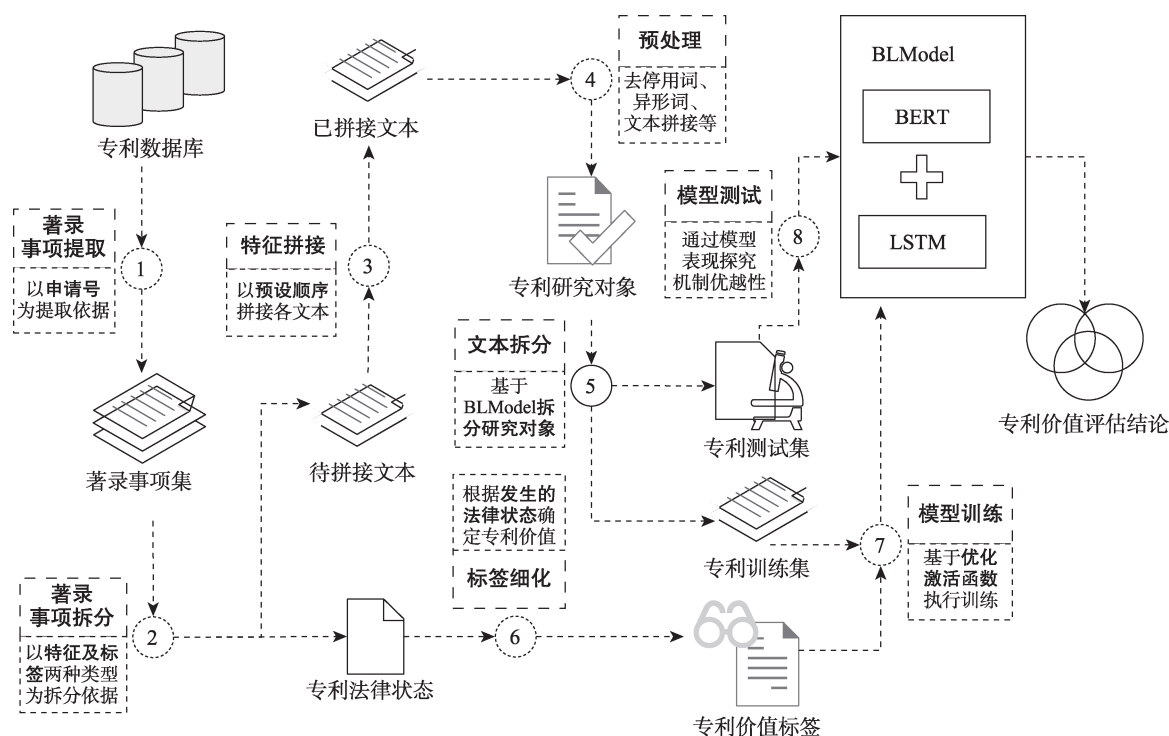 专利数据库
著录
事项提取
以申请号
为提取依据
1
著录事项集
著录
事项拆分
以特征及标
签两种类型
为拆分依据
2
待拼接文本
特征拼接
以预设顺序
拼接各文本
3
已拼接文本
4
预处理
去停用词、
异形词、
文本拼接等
专利研究对象
文本拆分
基于
BLModel拆
分研究对象
5
专利测试集
专利训练集
专利法律状态
根据发生的
法律状态确
定专利价值
标签细化
6
专利价值标签
7
模型训练
基于优化
激活函数
执行训练
模型测试
通过模型
表现探究
机制优越性
8
BLModel
BERT
LSTM
专利价值评估结论